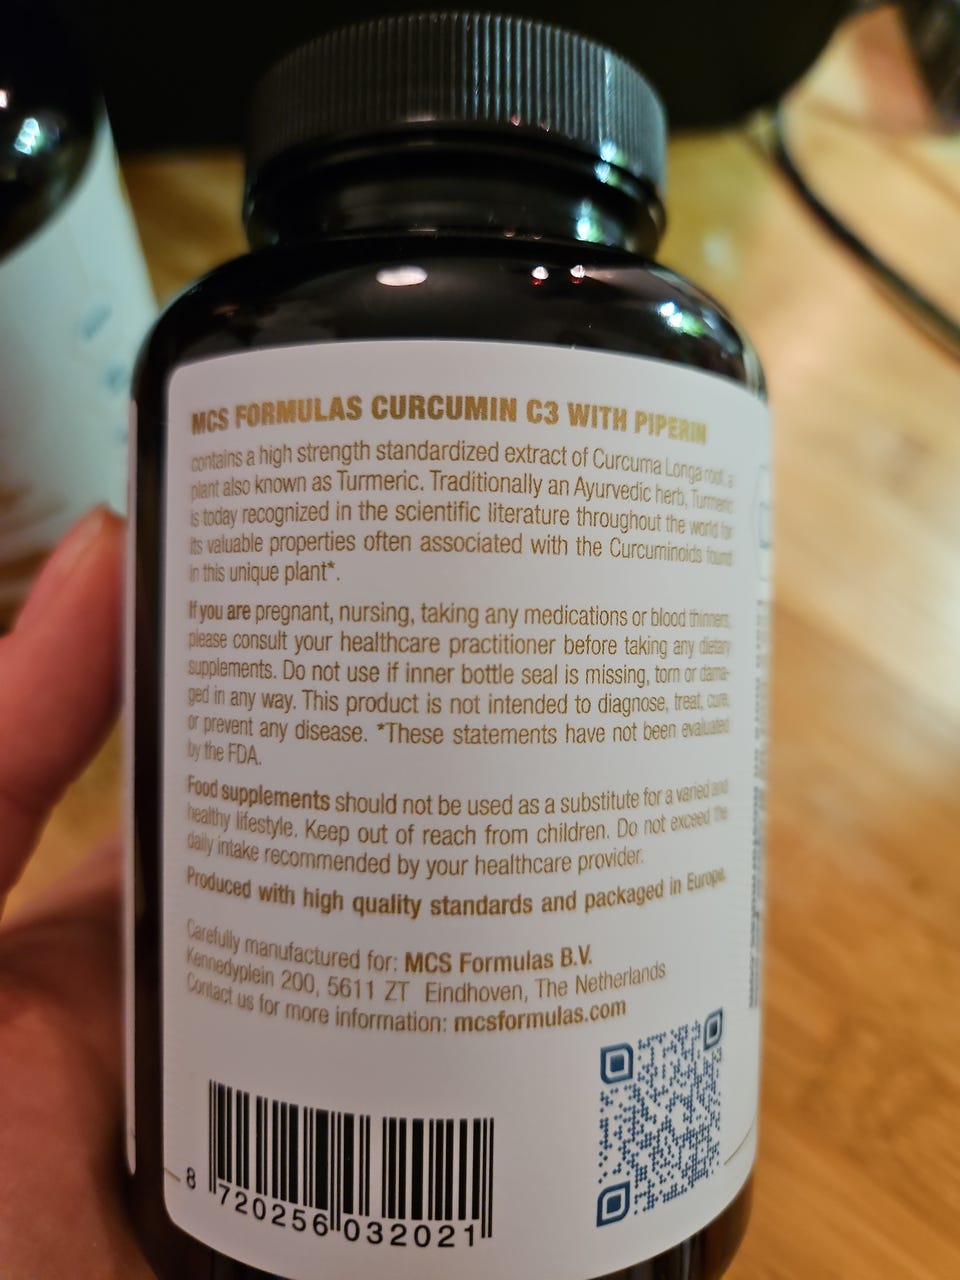 MCS FORMULAS CURCUMIN C3 WITH PIPERIN
contains a high strength standardized extract of Curcuma Longa root, a
plant also known as Turmeric. Traditionally an Ayurvedic herb, Turmeric
is today recognized in the scientific literature throughout the world for
its valuable properties often associated with the Curcuminoids found
in this unique plant*.
If you are pregnant, nursing, taking any medications or blood thinners,
please consult your healthcare practitioner before taking any dietary
supplements. Do not use if inner bottle seal is missing, torn or dama-
ged in any way. This product is not intended to diagnose, treat, cure,
or prevent any disease. *These statements have not been evaluated
by the FDA.
Food supplements should not be used as a substitute for a varied and
healthy lifestyle. Keep out of reach from children. Do not exceed the
daily intake recommended by your healthcare provider.
Produced with high quality standards and packaged in Europe.
Carefully manufactured for: MCS Formulas B.V.
Kennedyplein 200, 5611 ZT Eindhoven, The Netherlands
Contact us for more information: mcsformulas.com
8 720256 032021